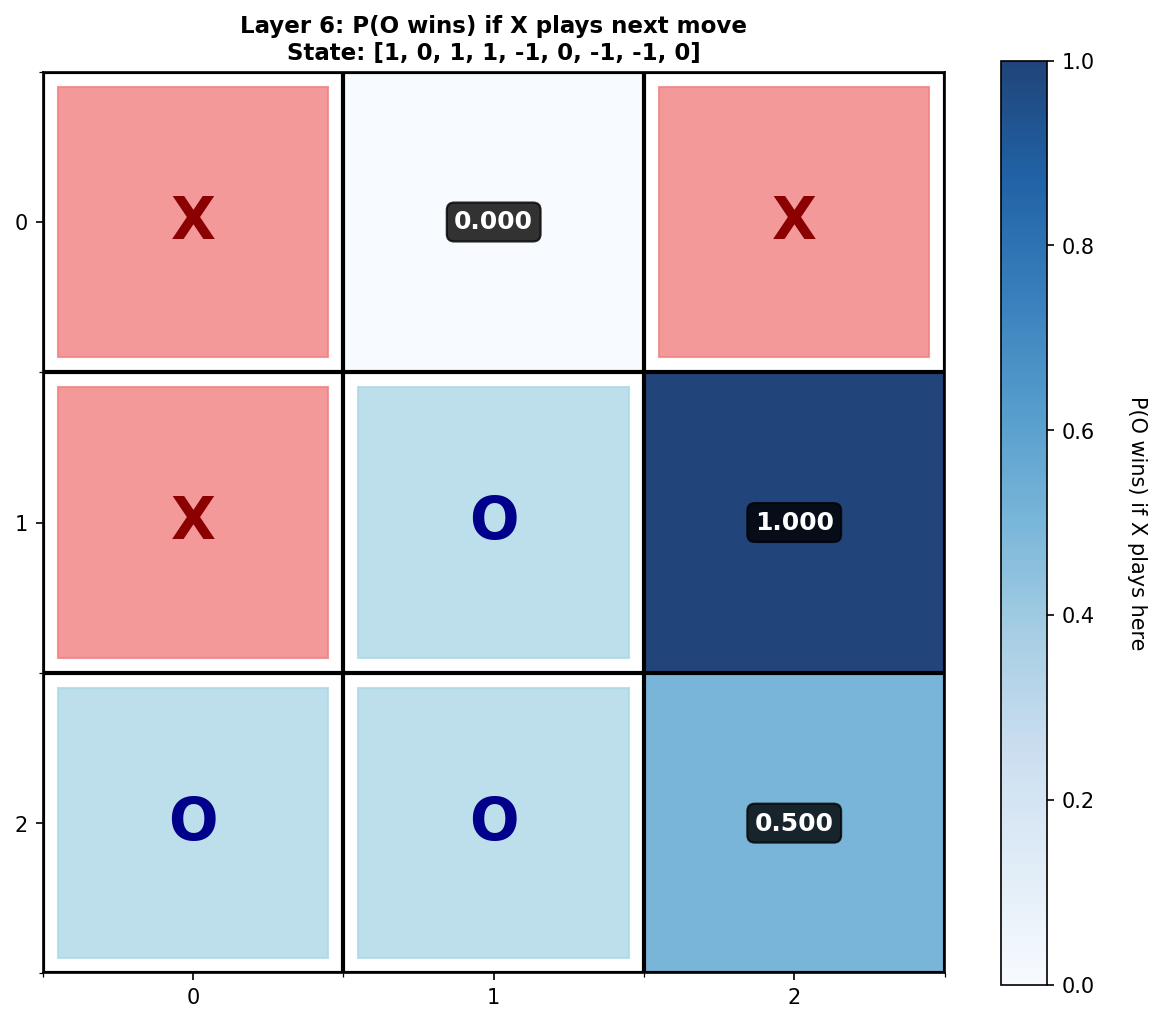 Layer 6: P(O wins) if X plays next move
State: [1, 0, 1, 1, -1, 0, -1, -1, 0]
0
X
0.000
X
1
X
O
1.000
2
O
O
0.500
0
1
2
1.0
0.8
0.6
0.4
0.2
0.0
P(O wins) if X plays here